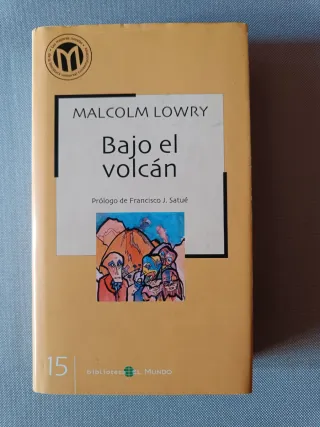 MALCOLM LOWRY
Bajo el
volcán
Prólogo de Francisco J. Satué
15
BIBLIOTECA EL MUNDO